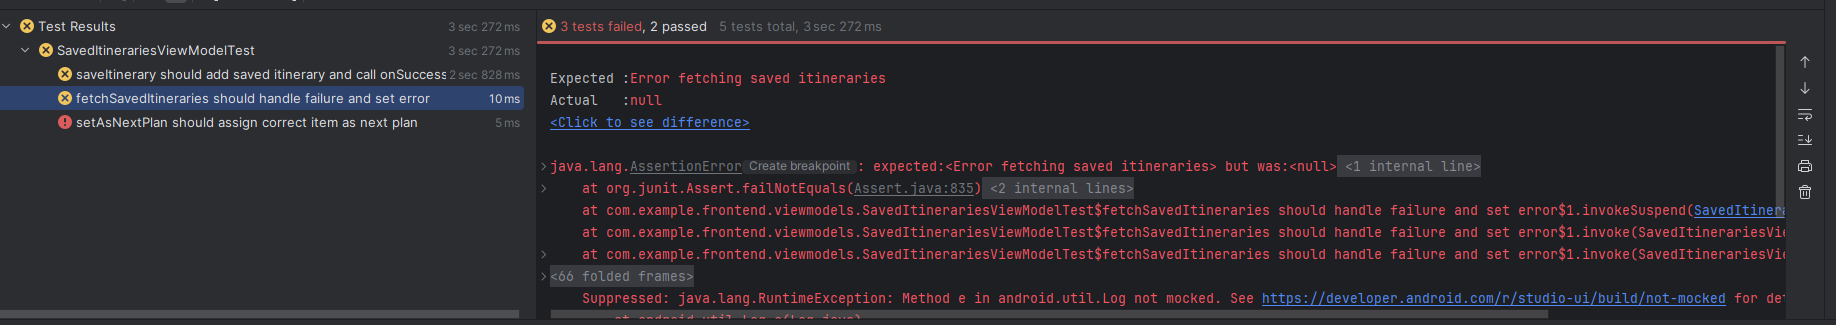 Test Results 3 sec 272 ms
SavedItinerariesViewModelTest 3 sec 272 ms
saveItinerary should add saved itinerary and call onSuccess 2 sec 828 ms
fetchSavedItineraries should handle failure and set error 10 ms
setAsNextPlan should assign correct item as next plan 5 ms
3 tests failed, 2 passed 5 tests total, 3 sec 272 ms
Expected :Error fetching saved itineraries
Actual :null
<Click to see difference>
java.lang.AssertionError Create breakpoint : expected:<Error fetching saved itineraries> but was:<null> <1 internal line>
at org.junit.Assert.failNotEquals(Assert.java:835) <2 internal lines>
at com.example.frontend.viewmodels.SavedItinerariesViewModelTest$fetchSavedItineraries should handle failure and set error$1.invokeSuspend(SavedItinera
at com.example.frontend.viewmodels.SavedItinerariesViewModelTest$fetchSavedItineraries should handle failure and set error$1.invoke(SavedItinerariesVi
at com.example.frontend.viewmodels.SavedItinerariesViewModelTest$fetchSavedItineraries should handle failure and set error$1.invoke(SavedItinerariesVi
<66 folded frames>
Suppressed: java.lang.RuntimeException: Method e in android.util.Log not mocked. See https://developer.android.com/r/studio-ui/build/not-mocked for de
at android.util.Log.e(Log.java)